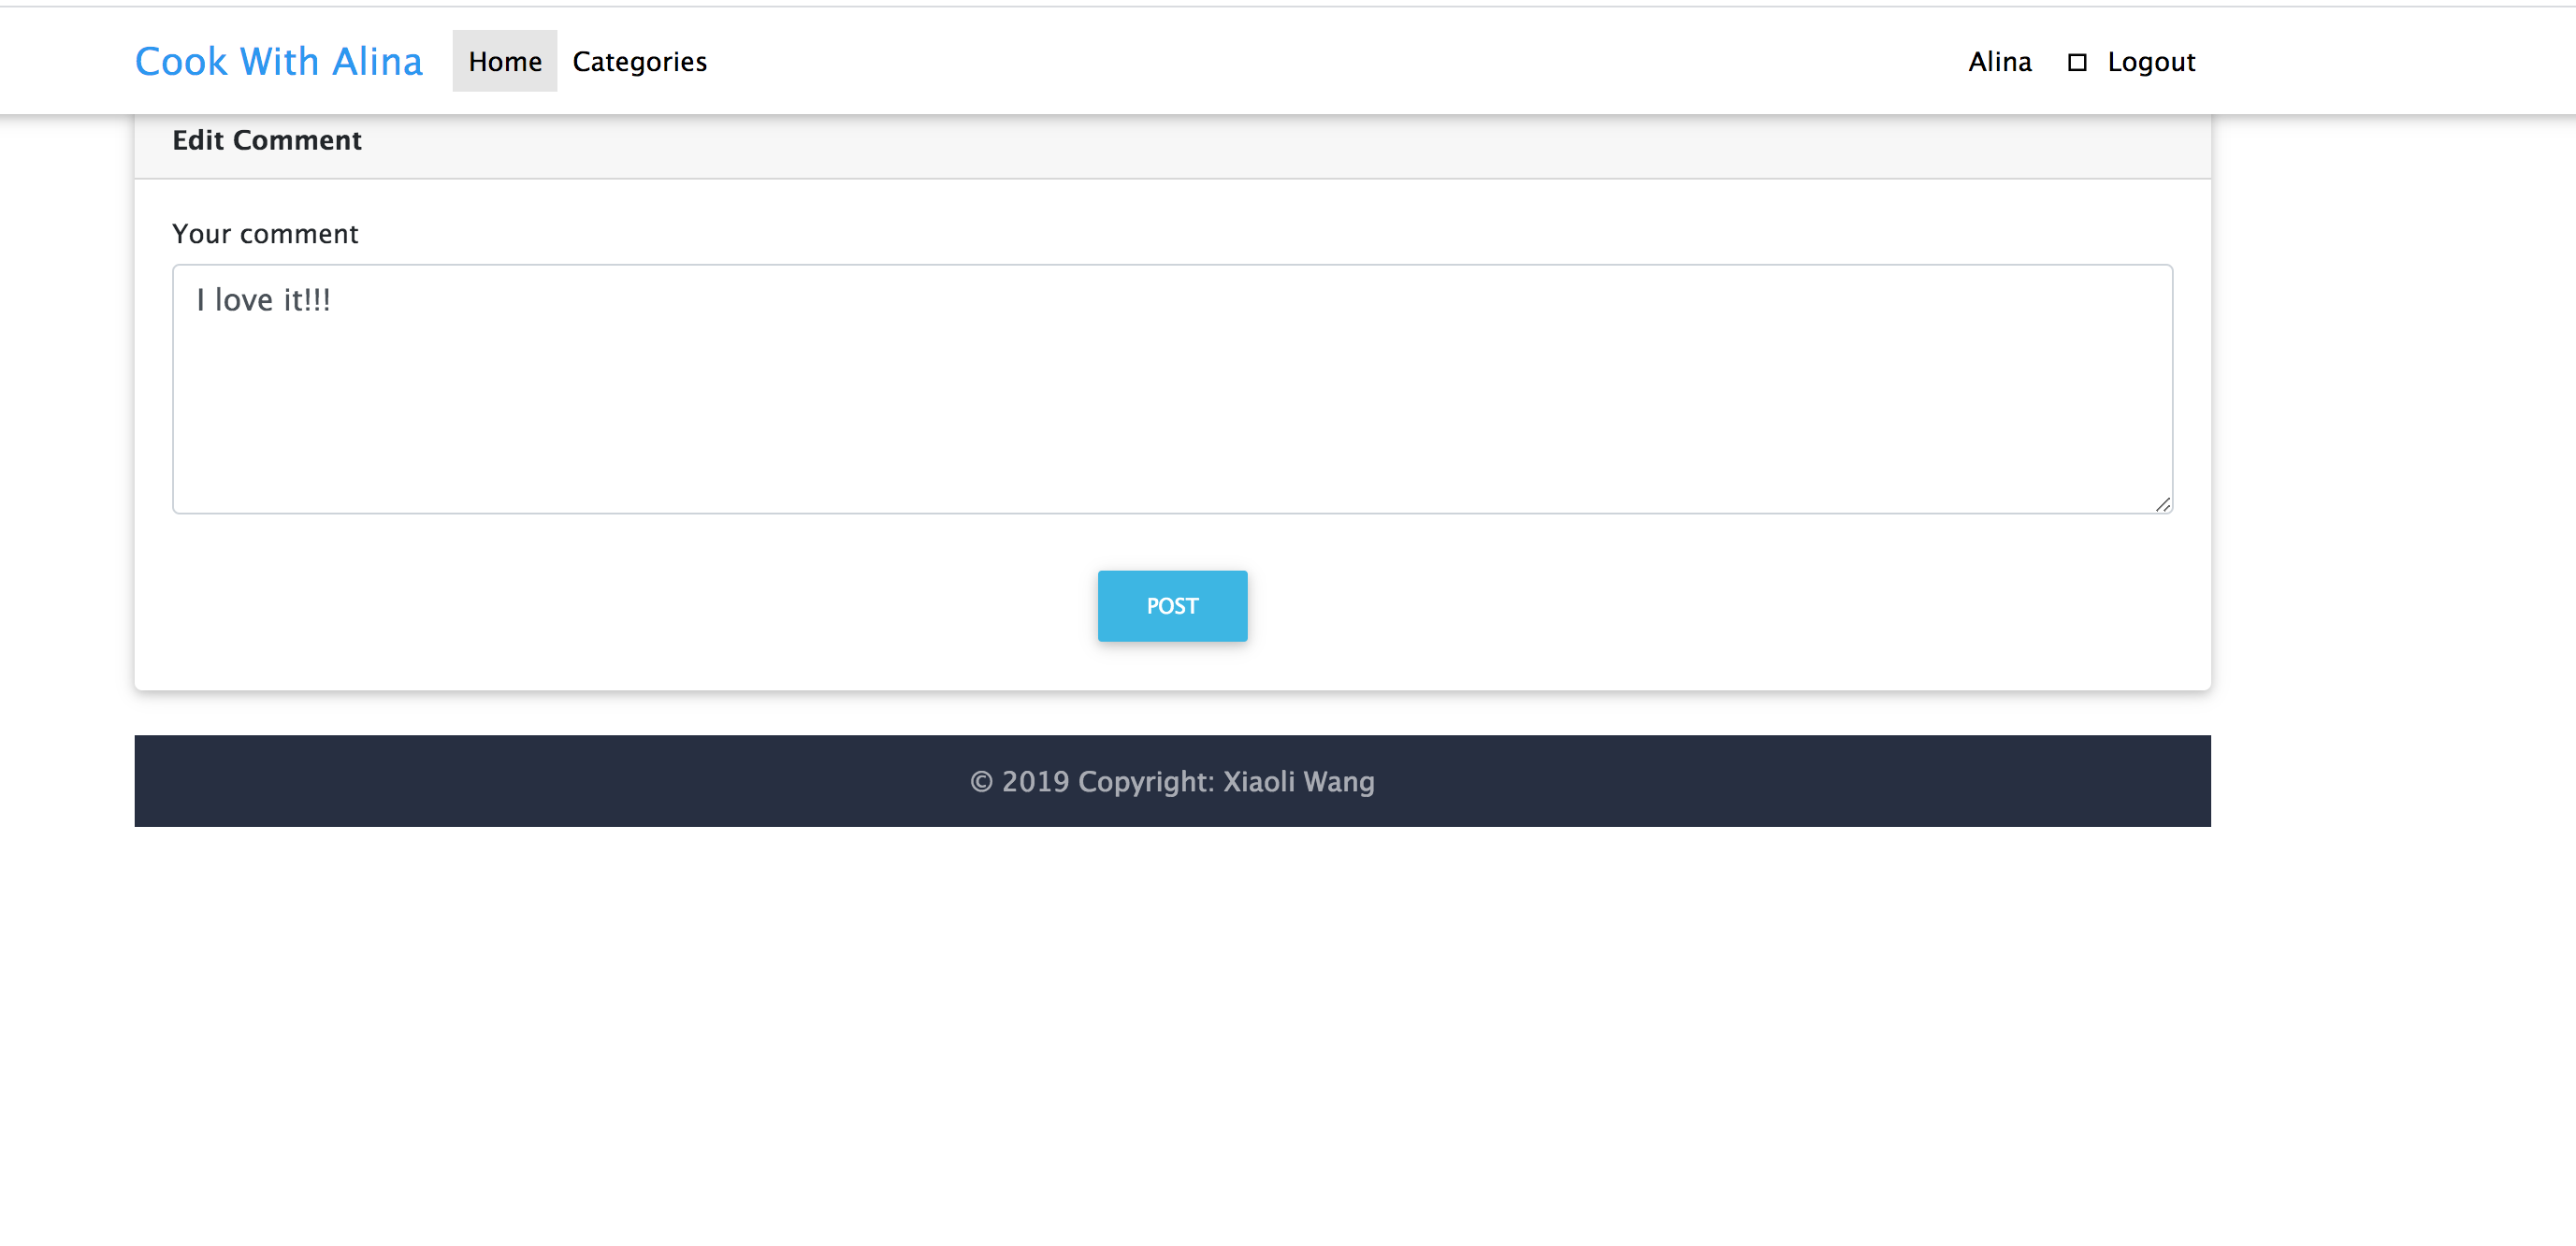 Cook With Alina Home Categories Alina Logout
Edit Comment
Your comment
I love it!!!
POST
© 2019 Copyright: Xiaoli Wang